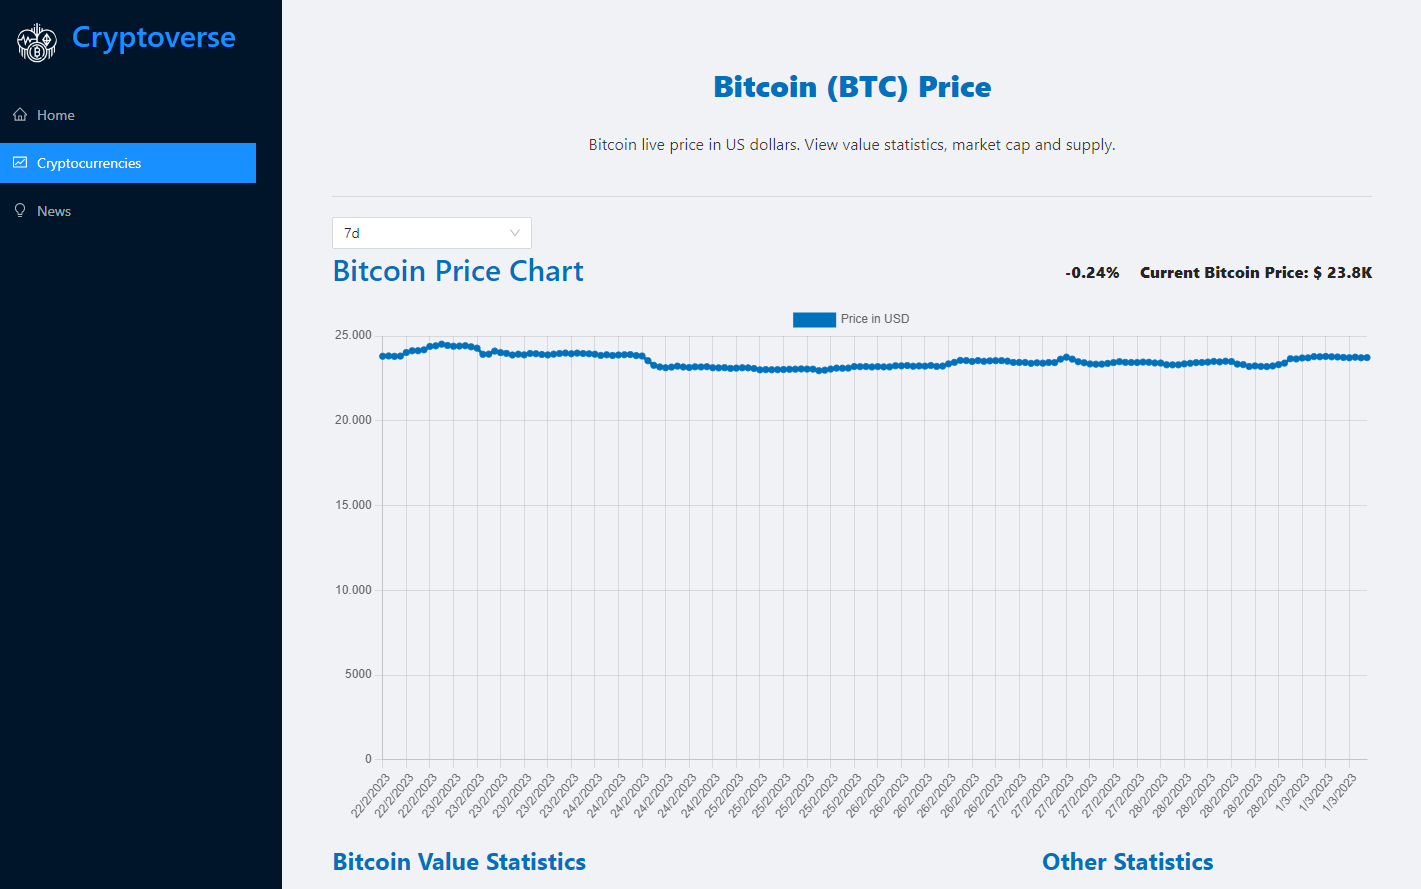 Cryptoverse
Home
Cryptocurrencies
News
Bitcoin (BTC) Price
Bitcoin live price in US dollars. View value statistics, market cap and supply.
7d
Bitcoin Price Chart
-0.24% Current Bitcoin Price: $ 23.8K
Price in USD
25.000
20.000
15.000
10.000
5000
0
22/2/2023 22/2/2023 22/2/2023 23/2/2023 23/2/2023 23/2/2023 23/2/2023 23/2/2023 23/2/2023 24/2/2023 24/2/2023 24/2/2023 24/2/2023 24/2/2023 24/2/2023 25/2/2023 25/2/2023 25/2/2023 25/2/2023 25/2/2023 25/2/2023 26/2/2023 26/2/2023 26/2/2023 26/2/2023 26/2/2023 26/2/2023 27/2/2023 27/2/2023 27/2/2023 27/2/2023 27/2/2023 27/2/2023 28/2/2023 28/2/2023 28/2/2023 28/2/2023 28/2/2023 28/2/2023 1/3/2023 1/3/2023 1/3/2023
Bitcoin Value Statistics
Other Statistics